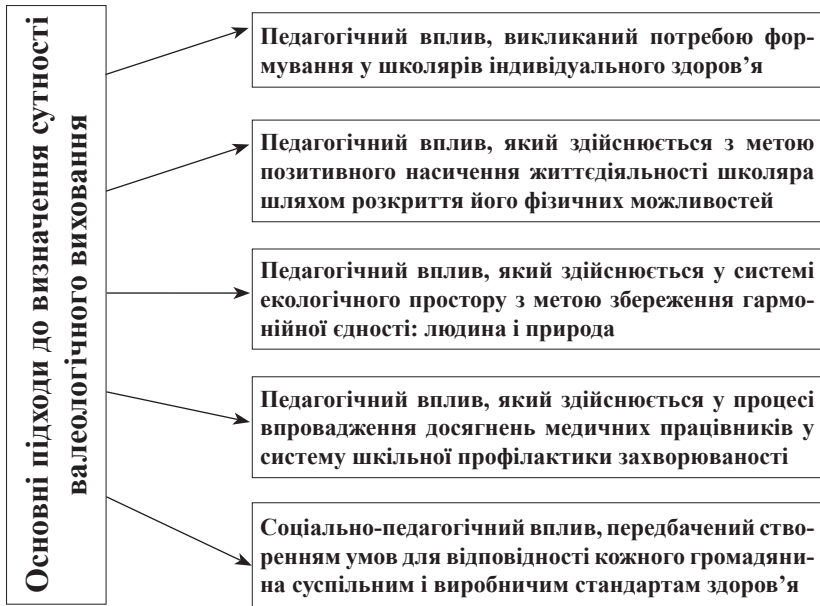 Основні підходи до визначення сутності
валеологічного виховання
Педагогічний вплив, викликаний потребою фор-
мування у школярів індивідуального здоров’я
Педагогічний вплив, який здійснюється з метою
позитивного насичення життєдіяльності школяра
шляхом розкриття його фізичних можливостей
Педагогічний вплив, який здійснюється у системі
екологічного простору з метою збереження гармо-
нійної єдності: людина і природа
Педагогічний вплив, який здійснюється у процесі
впровадження досягнень медичних працівників у
систему шкільної профілактики захворюваності
Соціально-педагогічний вплив, передбачений ство-
ренням умов для відповідності кожного громадяни-
на суспільним і виробничим стандартам здоров’я